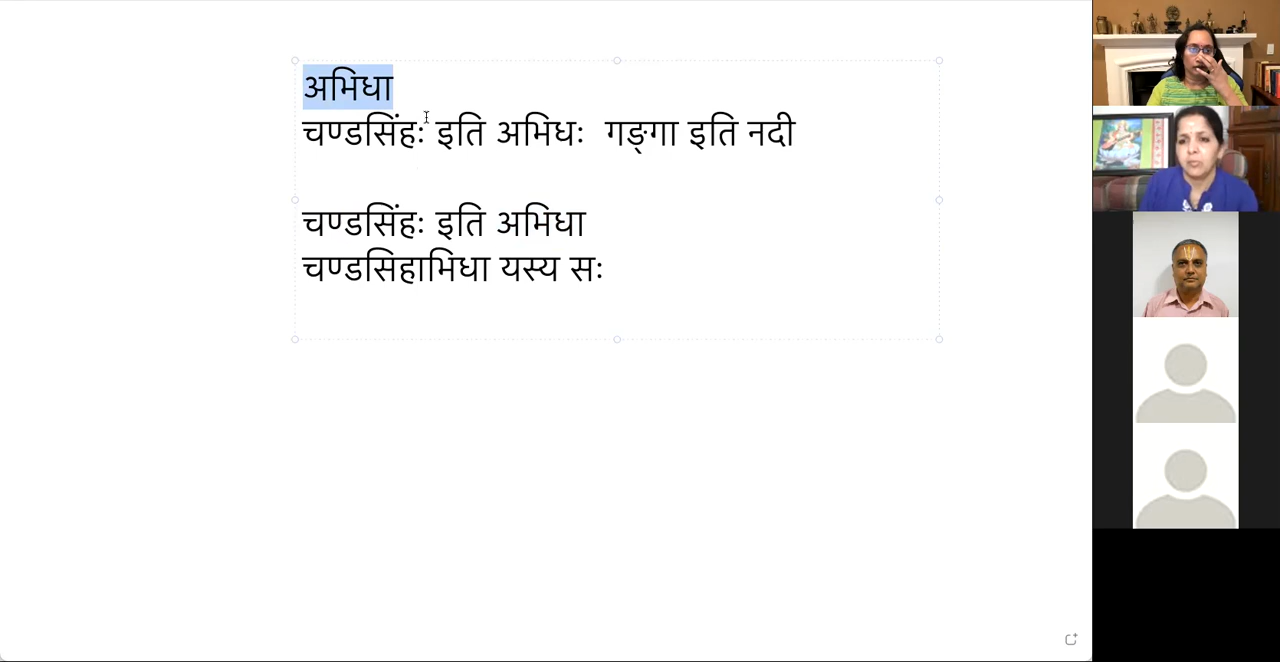 अभिधा
चण्डसिंहः इति अभिधः  गङ्गा इति नदी
चण्डसिंहः इति अभिधा
चण्डसिहाभिधा यस्य सः